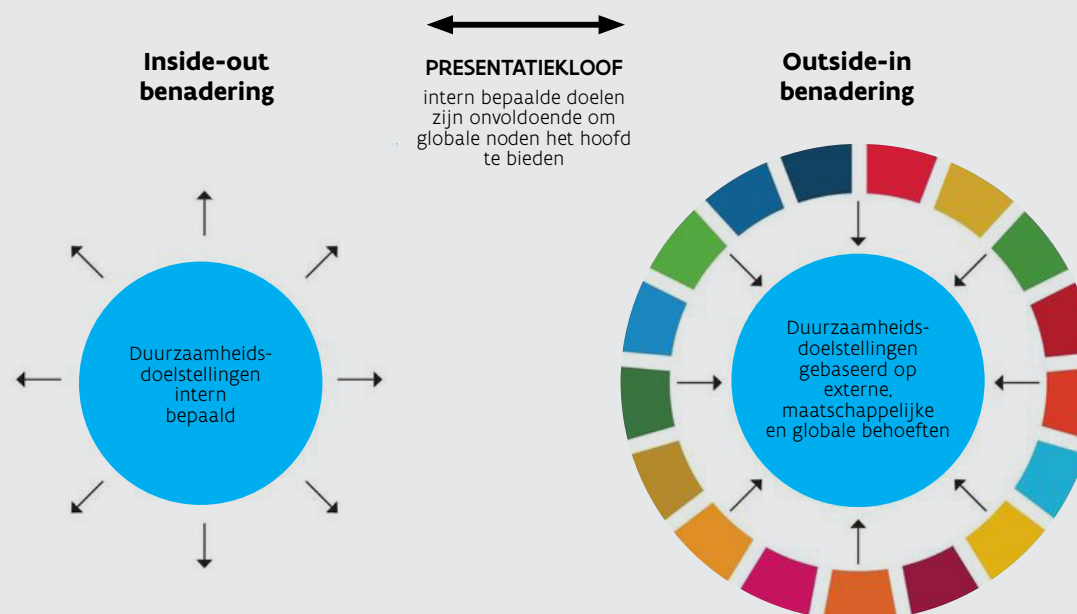 Inside-out
benadering
PRESENTATIEKLOOF
intern bepaalde doelen
zijn onvoldoende om
globale noden het hoofd
te bieden
Outside-in
benadering
Duurzaamheids-
doelstellingen
intern
bepaald
Duurzaamheids-
doelstellingen
gebaseerd op
externe,
maatschappelijke
en globale behoeften